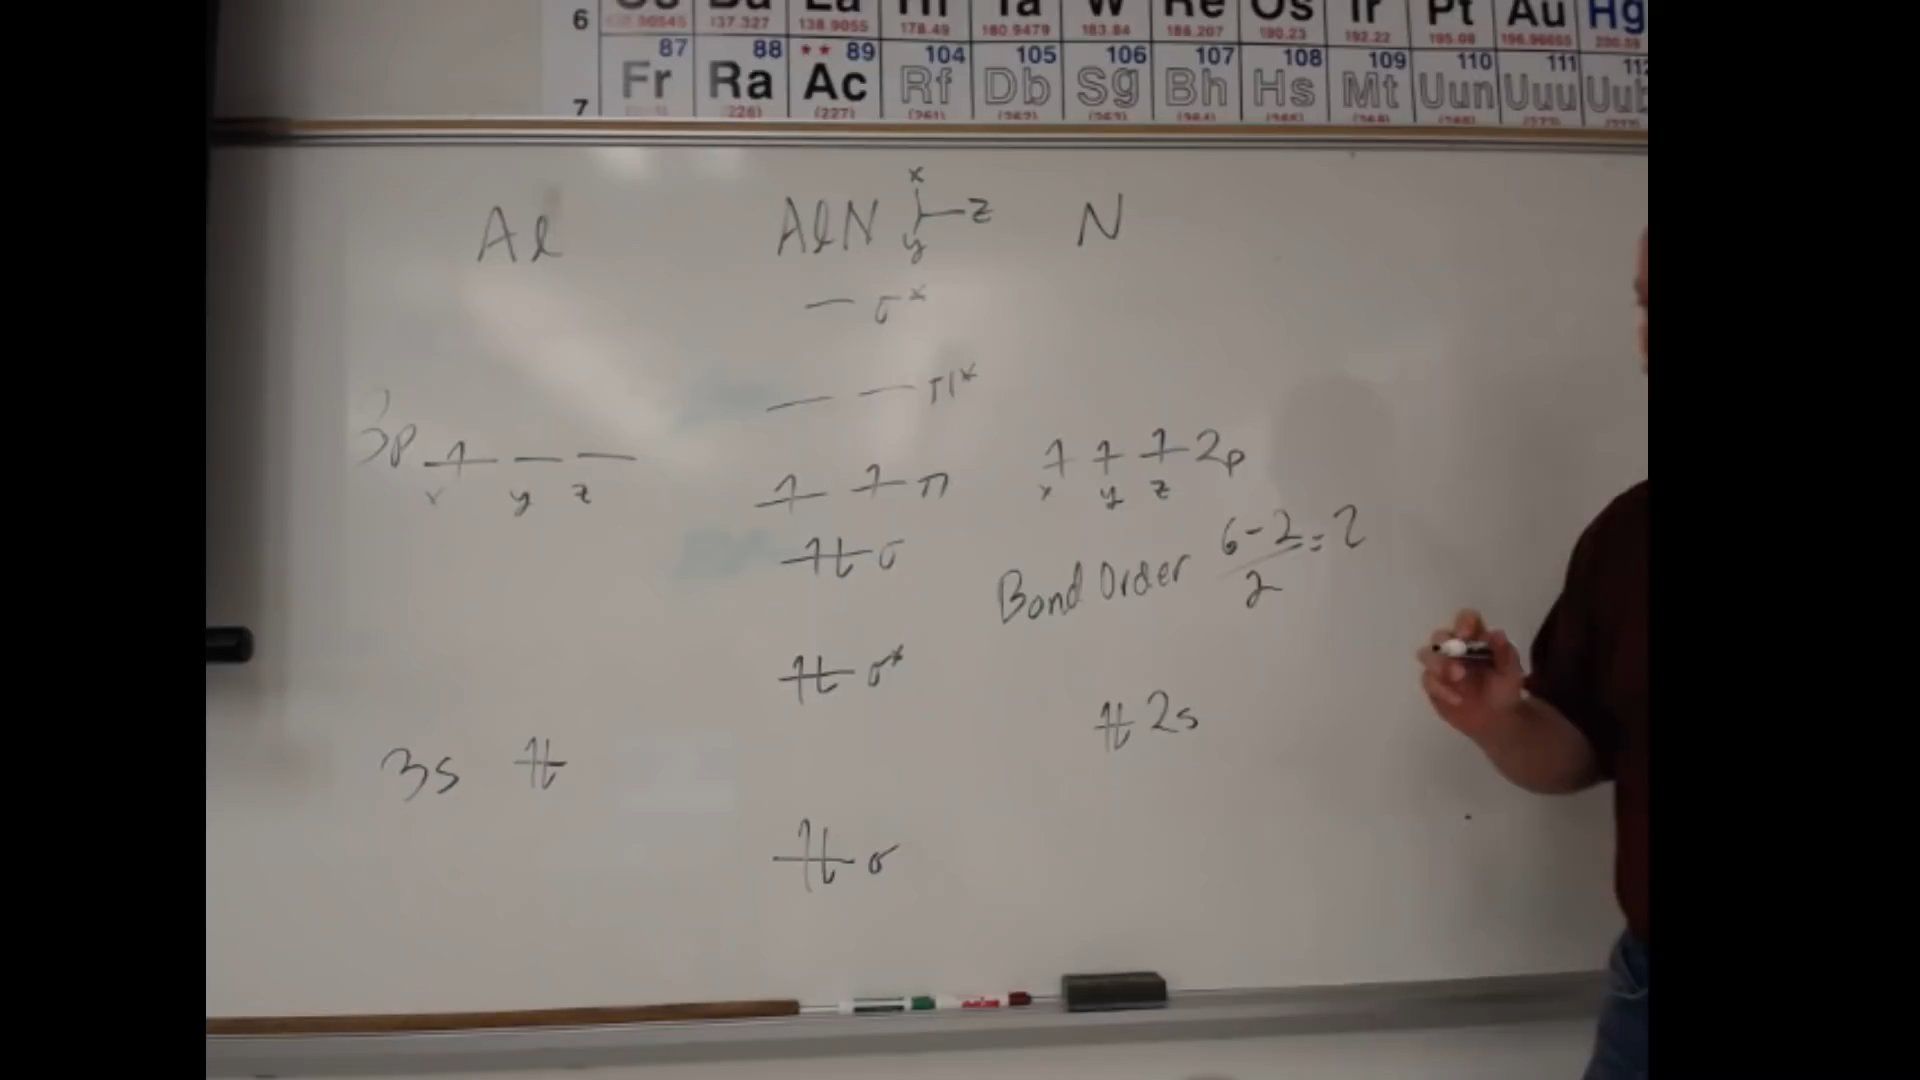 6 137.327 138.9055 178.49 180.9479 183.84 186.207 190.23 192.22 195.08 196.96655
87 88 ★★ 89 104 105 106 107 108 109 110 111 112
Fr Ra Ac Rf Db Sg Bh Hs Mt Uun Uuu Uub
7 (226) (227) (261) (262) (263) (264) (265) (268)
x
Al AlN z N
y
σ*
π*
3p 2p
x y z π x y z
σ
Bond Order 6-2/2 = 2
σ*
2s
3s
σ